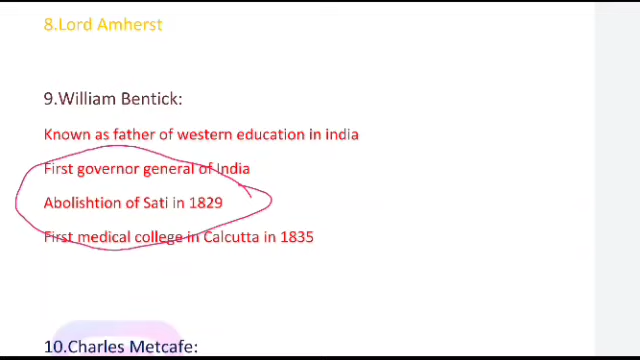 8.Lord Amherst
9.William Bentick:
Known as father of western education in india
First governor general of India
Abolishtion of Sati in 1829
First medical college in Calcutta in 1835
10.Charles Metcafe: